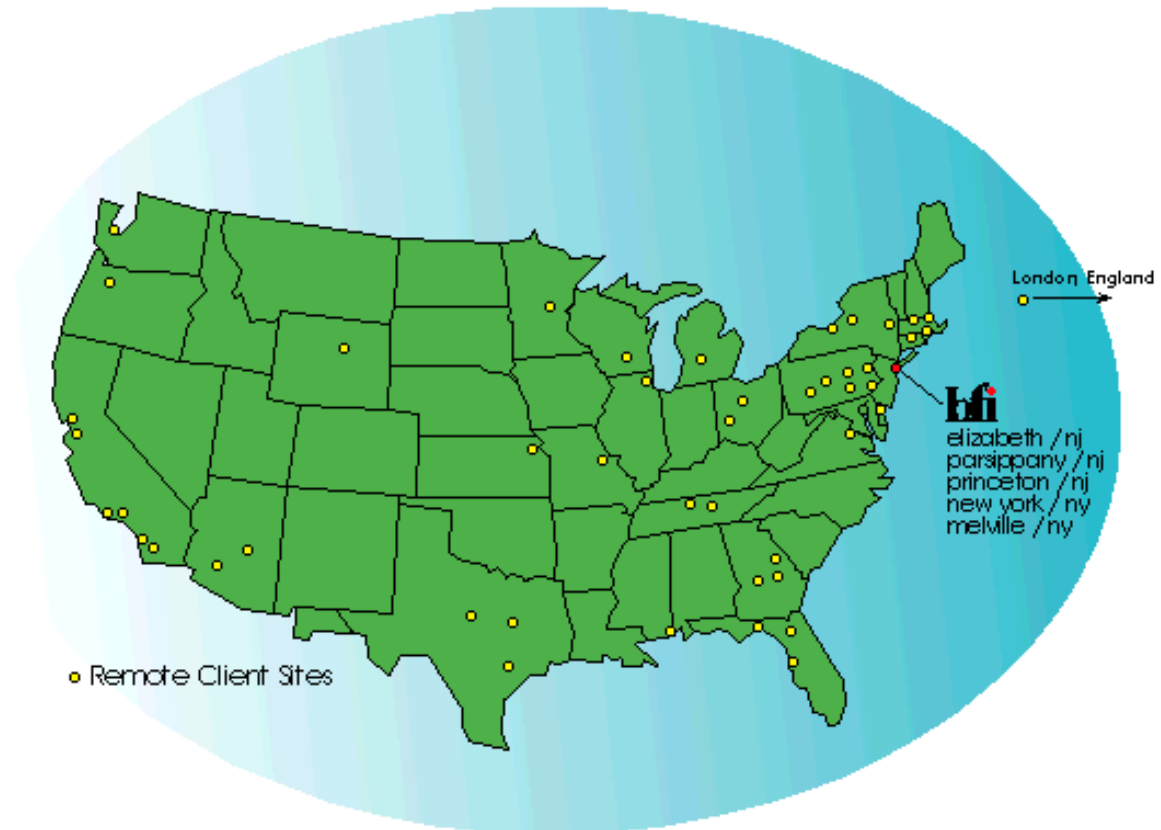 London, England
bfi
elizabeth / nj
parsippany / nj
princeton / nj
new york / ny
melville / ny
Remote Client Sites